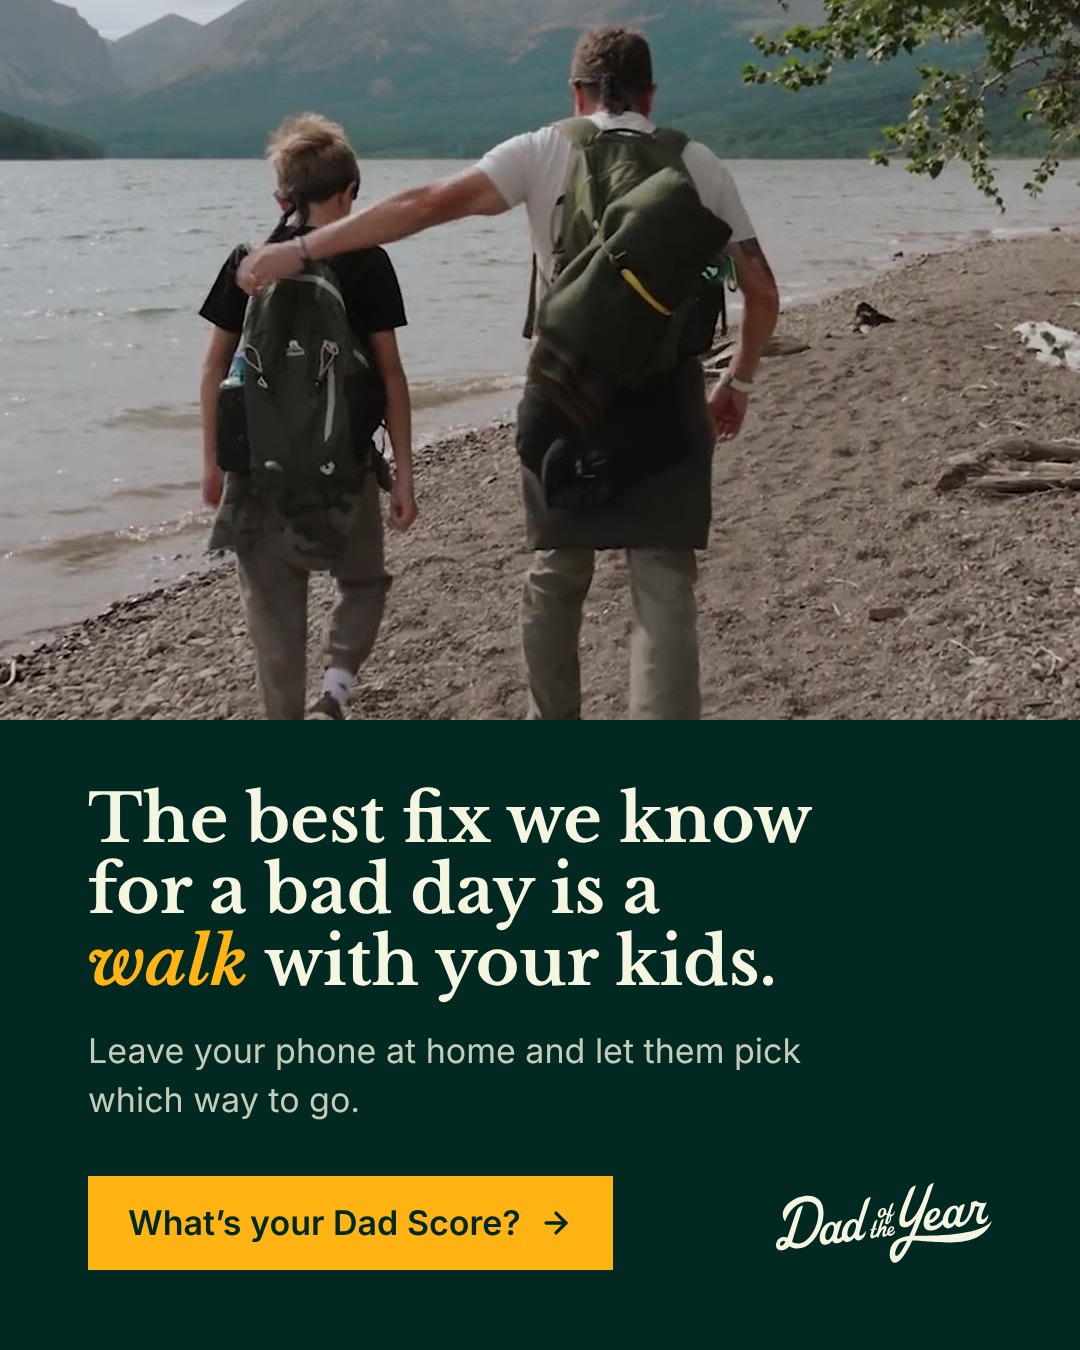 The best fix we know
for a bad day is a
walk with your kids.
Leave your phone at home and let them pick
which way to go.
What’s your Dad Score? →
Dad of the Year